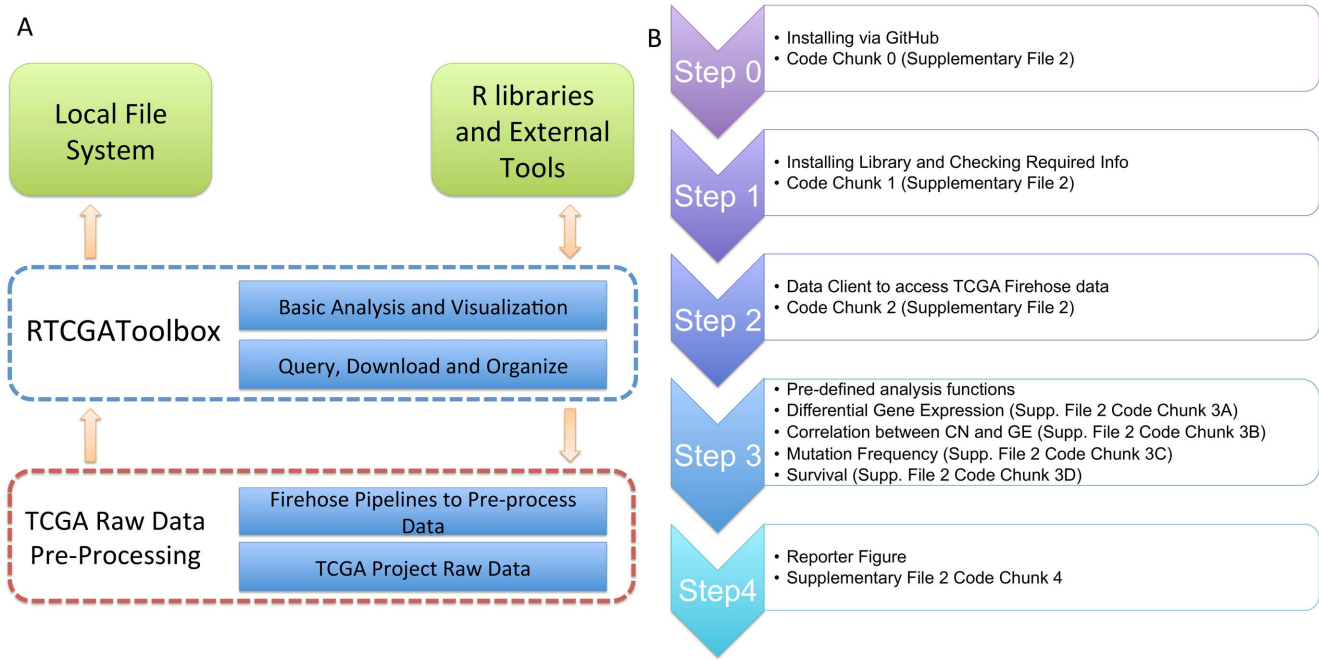 A
Local File
System
R libraries
and External
Tools
RTCGAToolbox
Basic Analysis and Visualization
Query, Download and Organize
TCGA Raw Data
Pre-Processing
Firehose Pipelines to Pre-process
Data
TCGA Project Raw Data
B
Step 0
• Installing via GitHub
• Code Chunk 0 (Supplementary File 2)
Step 1
• Installing Library and Checking Required Info
• Code Chunk 1 (Supplementary File 2)
Step 2
• Data Client to access TCGA Firehose data
• Code Chunk 2 (Supplementary File 2)
Step 3
• Pre-defined analysis functions
• Differential Gene Expression (Supp. File 2 Code Chunk 3A)
• Correlation between CN and GE (Supp. File 2 Code Chunk 3B)
• Mutation Frequency (Supp. File 2 Code Chunk 3C)
• Survival (Supp. File 2 Code Chunk 3D)
Step4
• Reporter Figure
• Supplementary File 2 Code Chunk 4